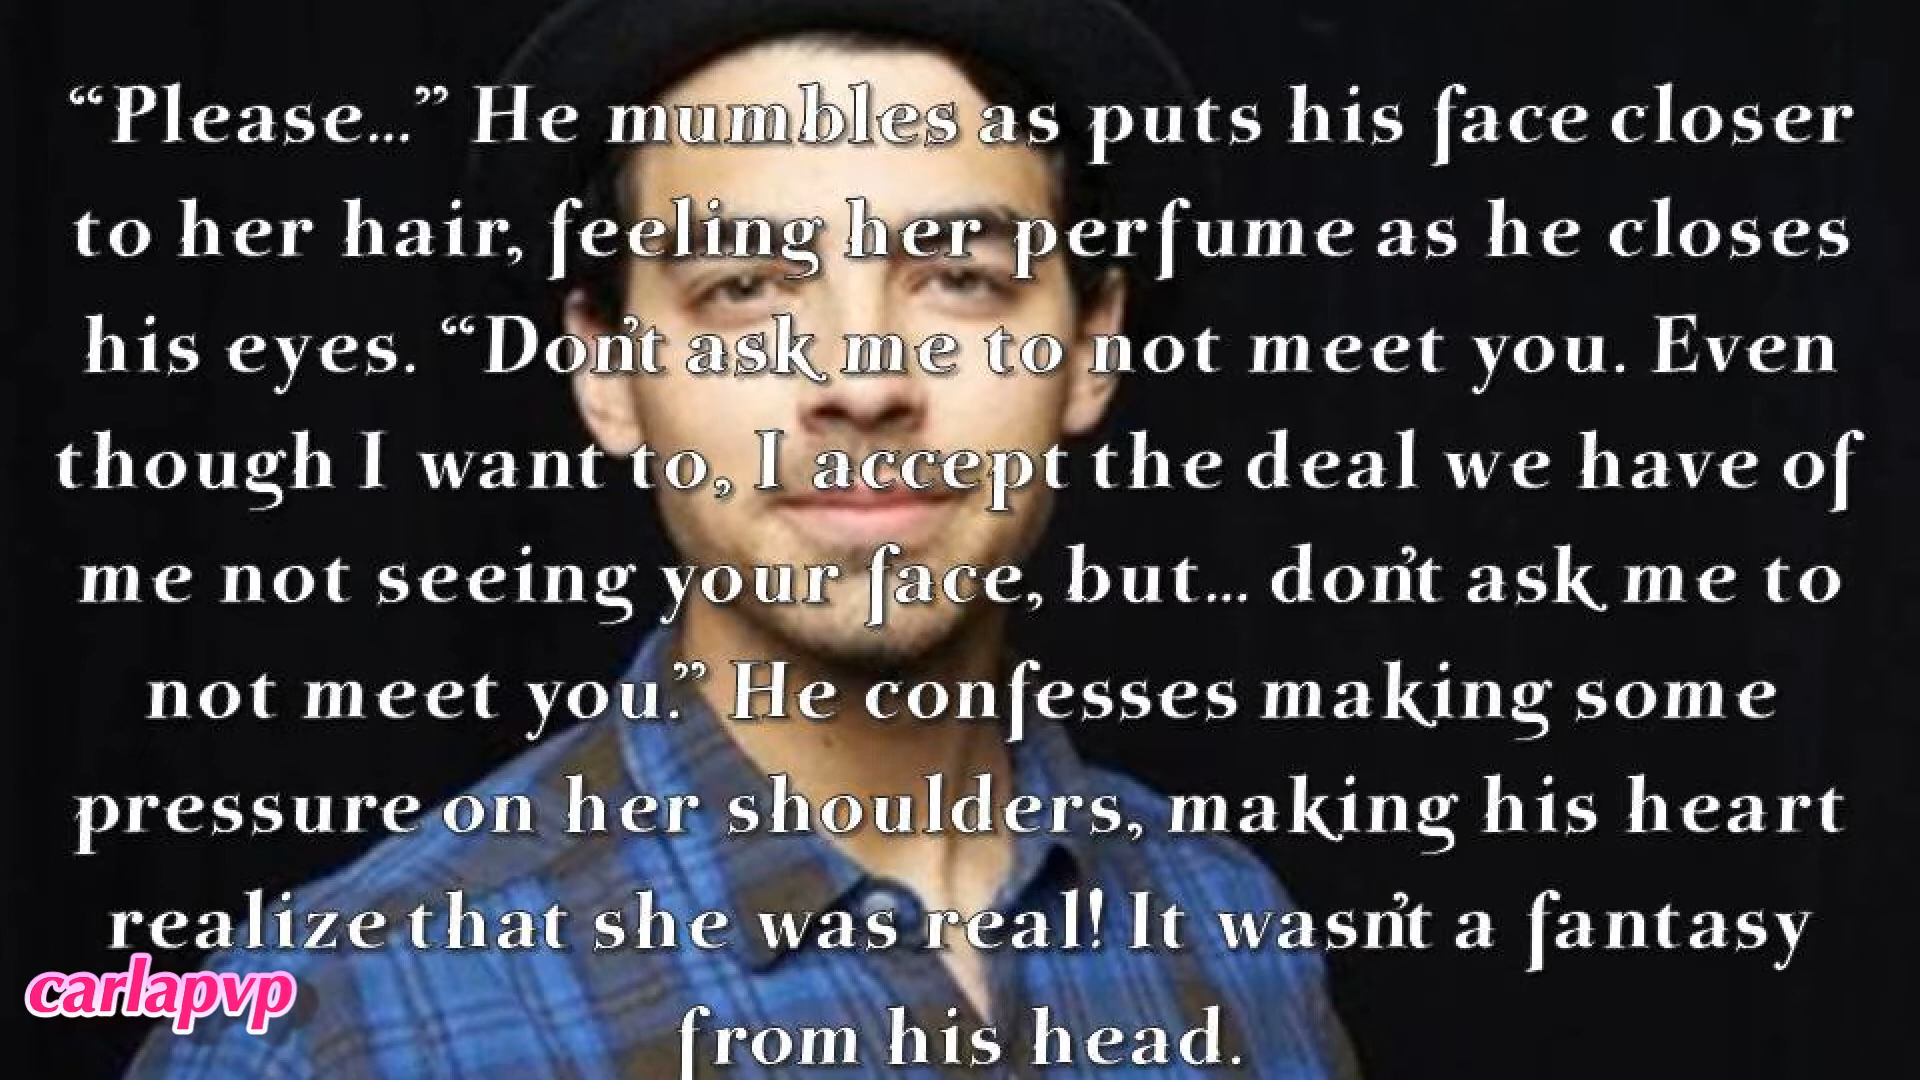 “Please...” He mumbles as puts his face closer
to her hair, feeling her perfume as he closes
his eyes. “Don't ask me to not meet you. Even
though I want to, I accept the deal we have of
me not seeing your face, but... don't ask me to
not meet you.” He confesses making some
pressure on her shoulders, making his heart
realize that she was real! It wasn't a fantasy
from his head.
carlapvp